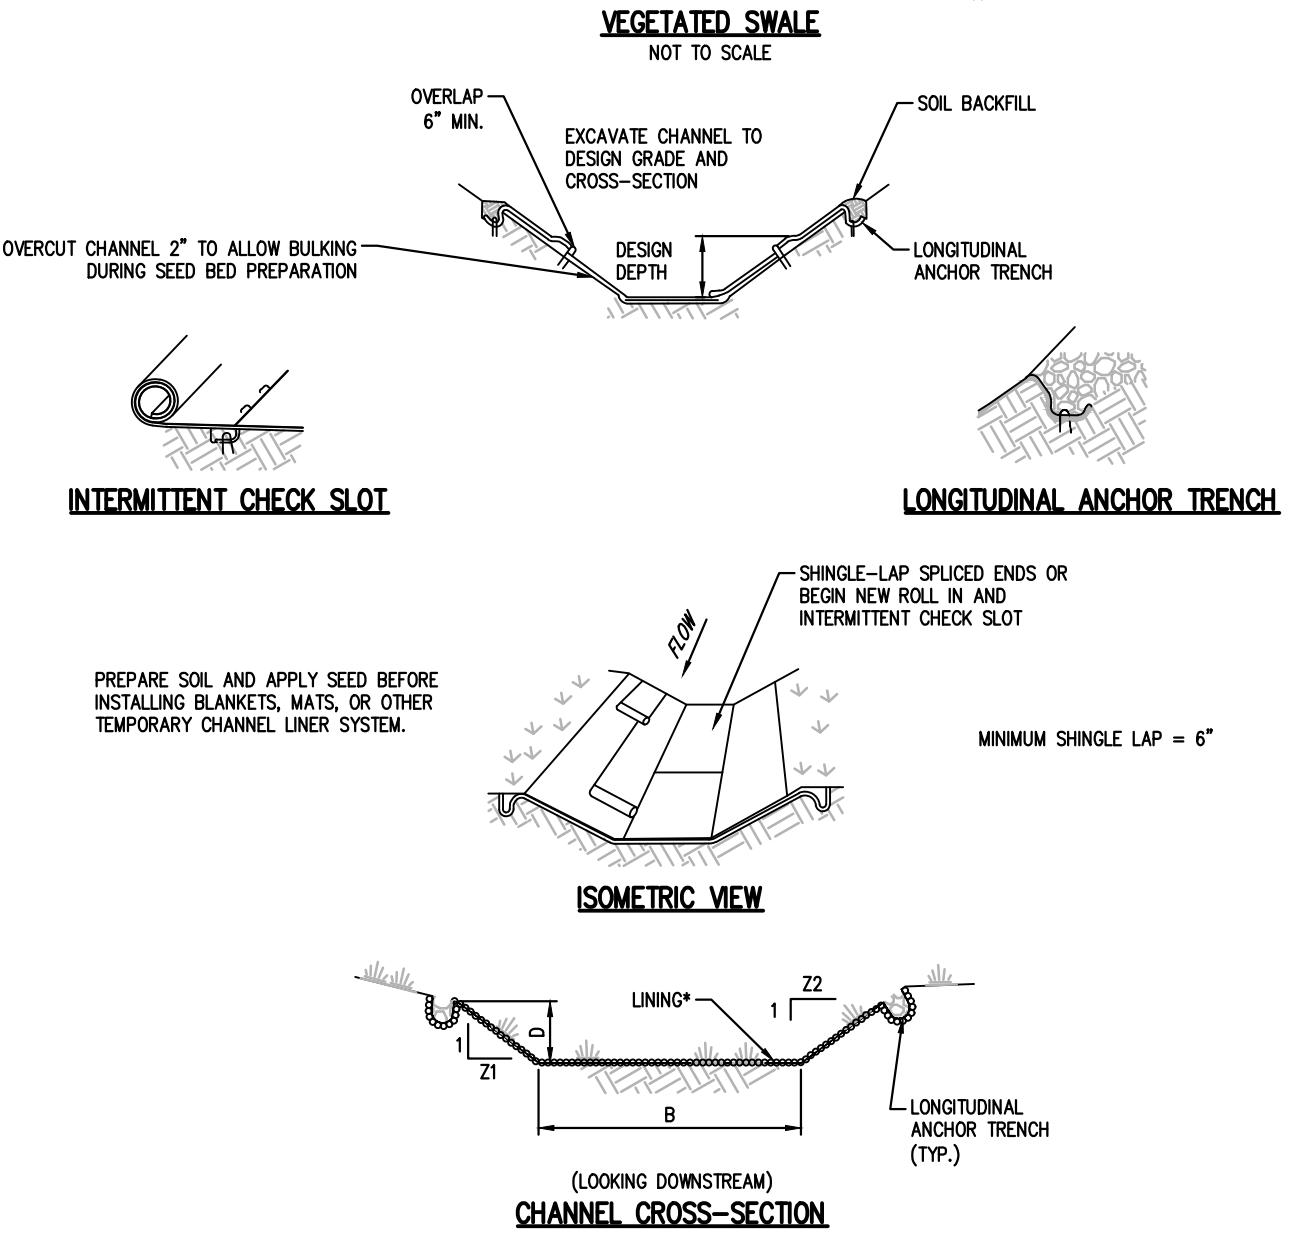 VEGETATED SWALE
NOT TO SCALE
OVERLAP
6" MIN.
SOIL BACKFILL
EXCAVATE CHANNEL TO
DESIGN GRADE AND
CROSS-SECTION
OVERCUT CHANNEL 2" TO ALLOW BULKING
DURING SEED BED PREPARATION
DESIGN
DEPTH
LONGITUDINAL
ANCHOR TRENCH
INTERMITTENT CHECK SLOT
LONGITUDINAL ANCHOR TRENCH
SHINGLE-LAP SPLICED ENDS OR
BEGIN NEW ROLL IN AND
INTERMITTENT CHECK SLOT
FLOW
PREPARE SOIL AND APPLY SEED BEFORE
INSTALLING BLANKETS, MATS, OR OTHER
TEMPORARY CHANNEL LINER SYSTEM.
MINIMUM SHINGLE LAP = 6"
ISOMETRIC VIEW
LINING*
Z2
1
D
1
Z1
B
LONGITUDINAL
ANCHOR TRENCH
(TYP.)
(LOOKING DOWNSTREAM)
CHANNEL CROSS-SECTION